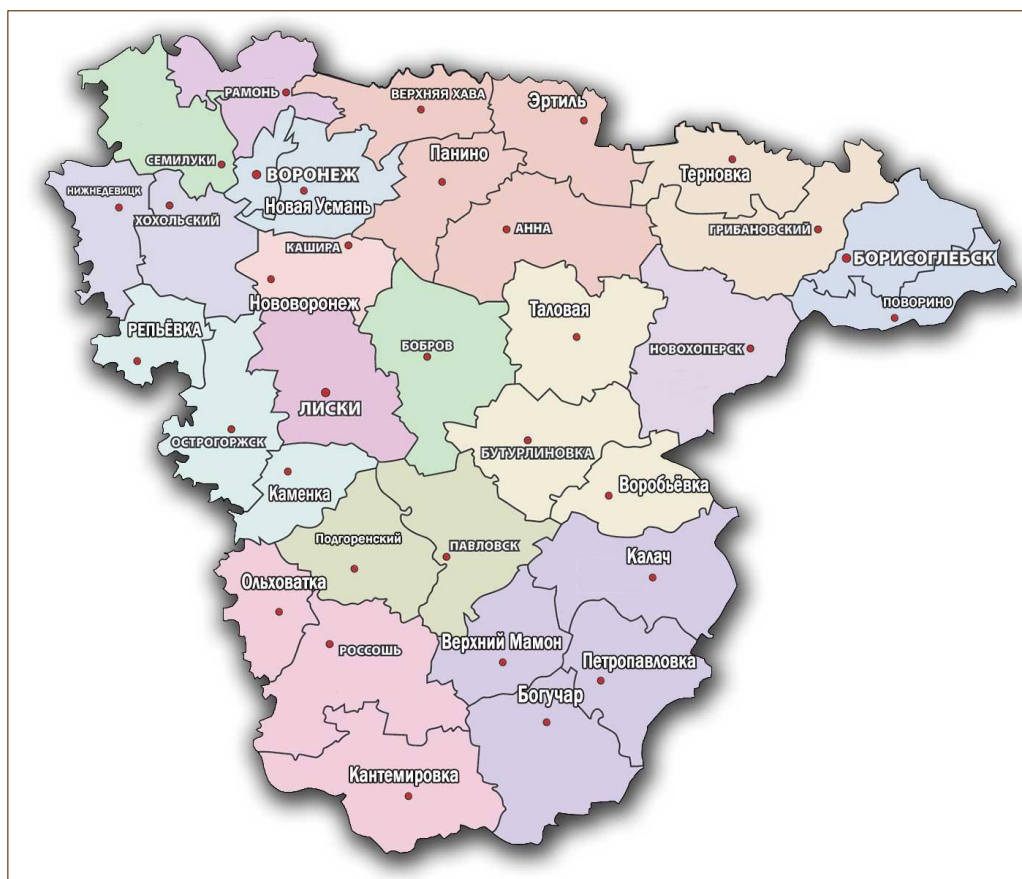 РАМОНЬ
ВЕРХНЯЯ ХАВА
Эртиль
СЕМИЛУКИ
ВОРОНЕЖ
Панино
Терновка
НИЖНЕДЕВИЦК
ХОХОЛЬСКИЙ
Новая Усмань
АННА
ГРИБАНОВСКИЙ
КАШИРА
БОРИСОГЛЕБСК
Нововоронеж
Таловая
ПОВОРИНО
РЕПЬЁВКА
БОБРОВ
НОВОХОПЕРСК
ЛИСКИ
ОСТРОГОРЖСК
БУТУРЛИНОВКА
Каменка
Воробьёвка
Подгоренский
ПАВЛОВСК
Калач
Ольховатка
РОССОШЬ
Верхний Мамон
Петропавловка
Богучар
Кантемировка